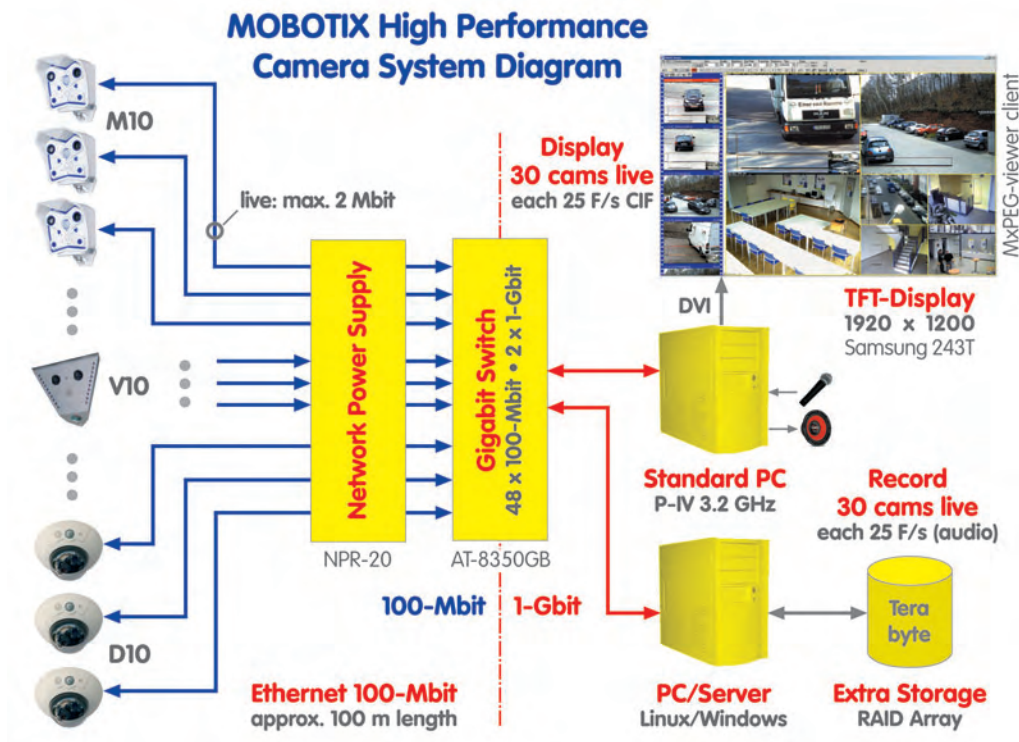 MOBOTIX High Performance
Camera System Diagram
M10
live: max. 2 Mbit
Display
30 cams live
each 25 F/s CIF
MxPEG-viewer client
DVI
TFT-Display
1920 x 1200
Samsung 243T
V10
Network Power Supply
Gigabit Switch
48 x 100-Mbit • 2 x 1-Gbit
Standard PC
P-IV 3.2 GHz
Record
30 cams live
each 25 F/s (audio)
NPR-20
AT-8350GB
100-Mbit
1-Gbit
Tera
byte
D10
Ethernet 100-Mbit
approx. 100 m length
PC/Server
Linux/Windows
Extra Storage
RAID Array